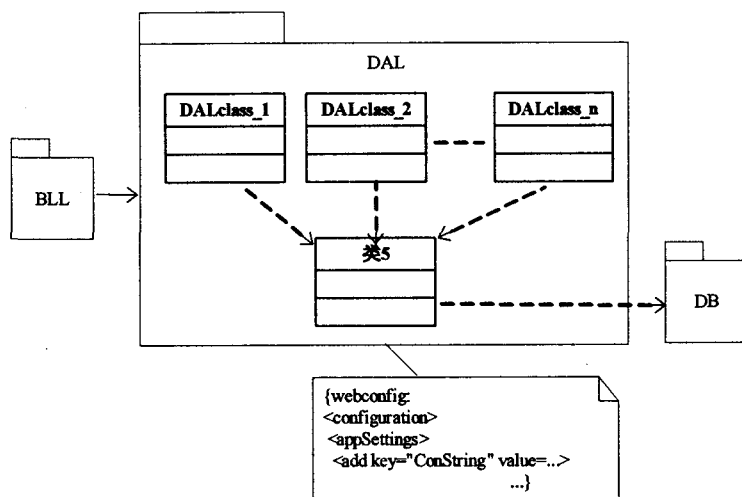 DAL
DALclass_1
DALclass_2
DALclass_n
BLL
类5
DB
{webconfig:
<configuration>
<appSettings>
<add key="ConString" value=...>
...}